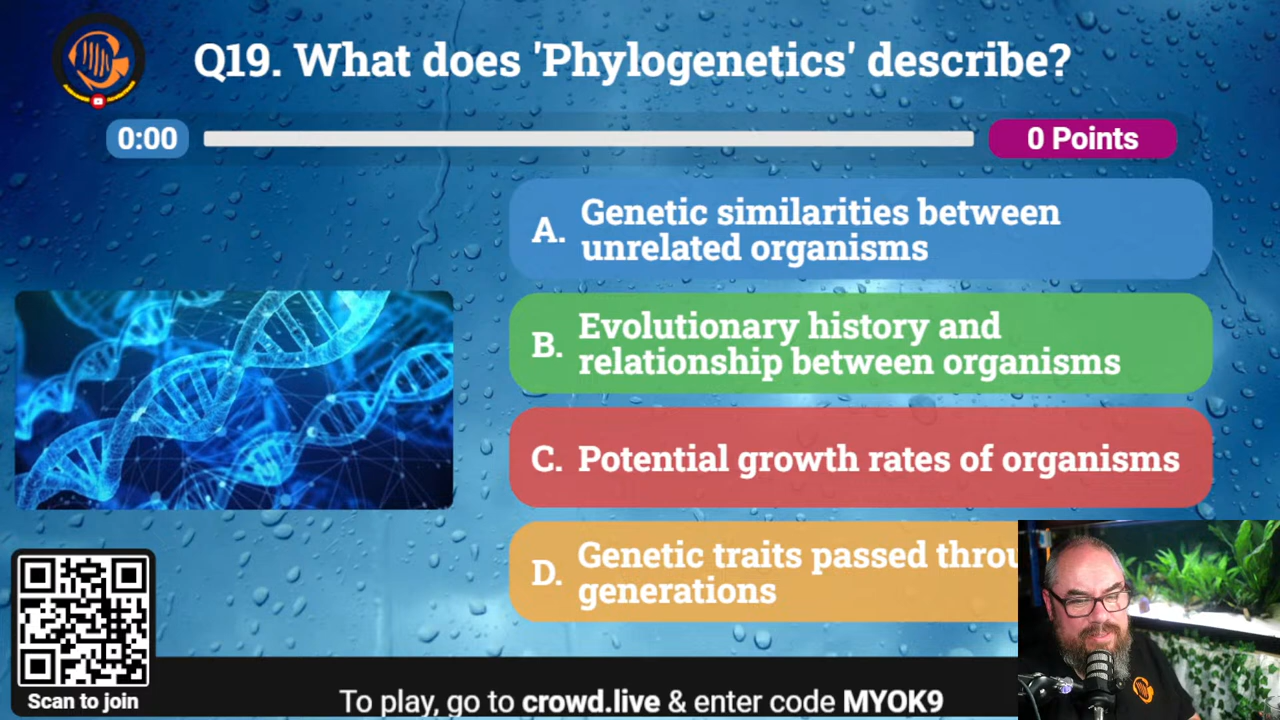 Q19. What does 'Phylogenetics' describe?
0:00
0 Points
A. Genetic similarities between
unrelated organisms
B. Evolutionary history and
relationship between organisms
C. Potential growth rates of organisms
D. Genetic traits passed
generations
Scan to join
To play, go to crowd.live & enter code MYOK9